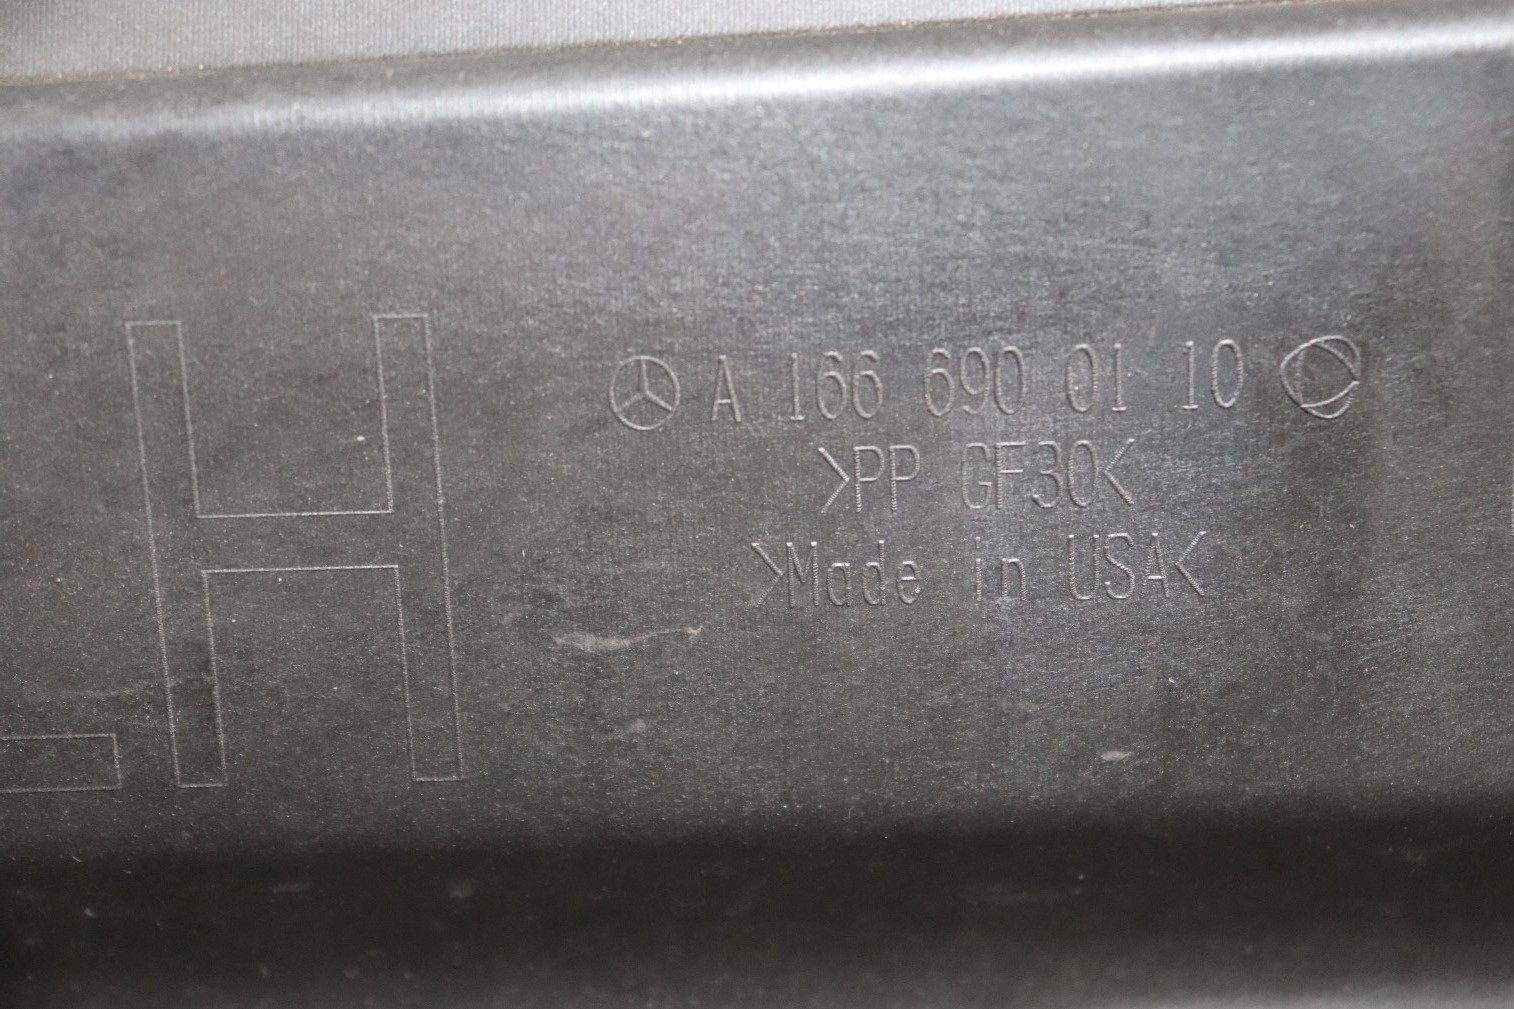 LH
A 166 690 01 10
>PP GF30<
>Made in USA<